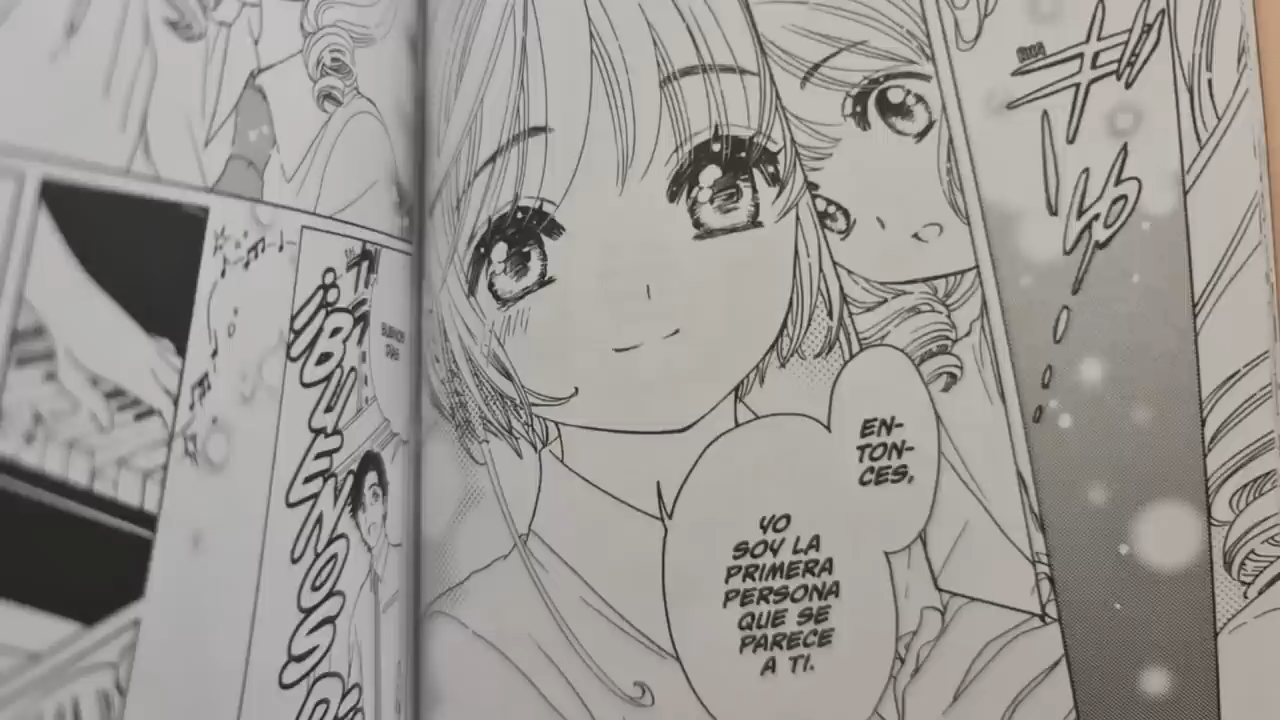 ¡¡BUENOS
BUENOS
DÍAS
EN-
TON-
CES,
YO
SOY LA
PRIMERA
PERSONA
QUE SE
PARECE
A TI.